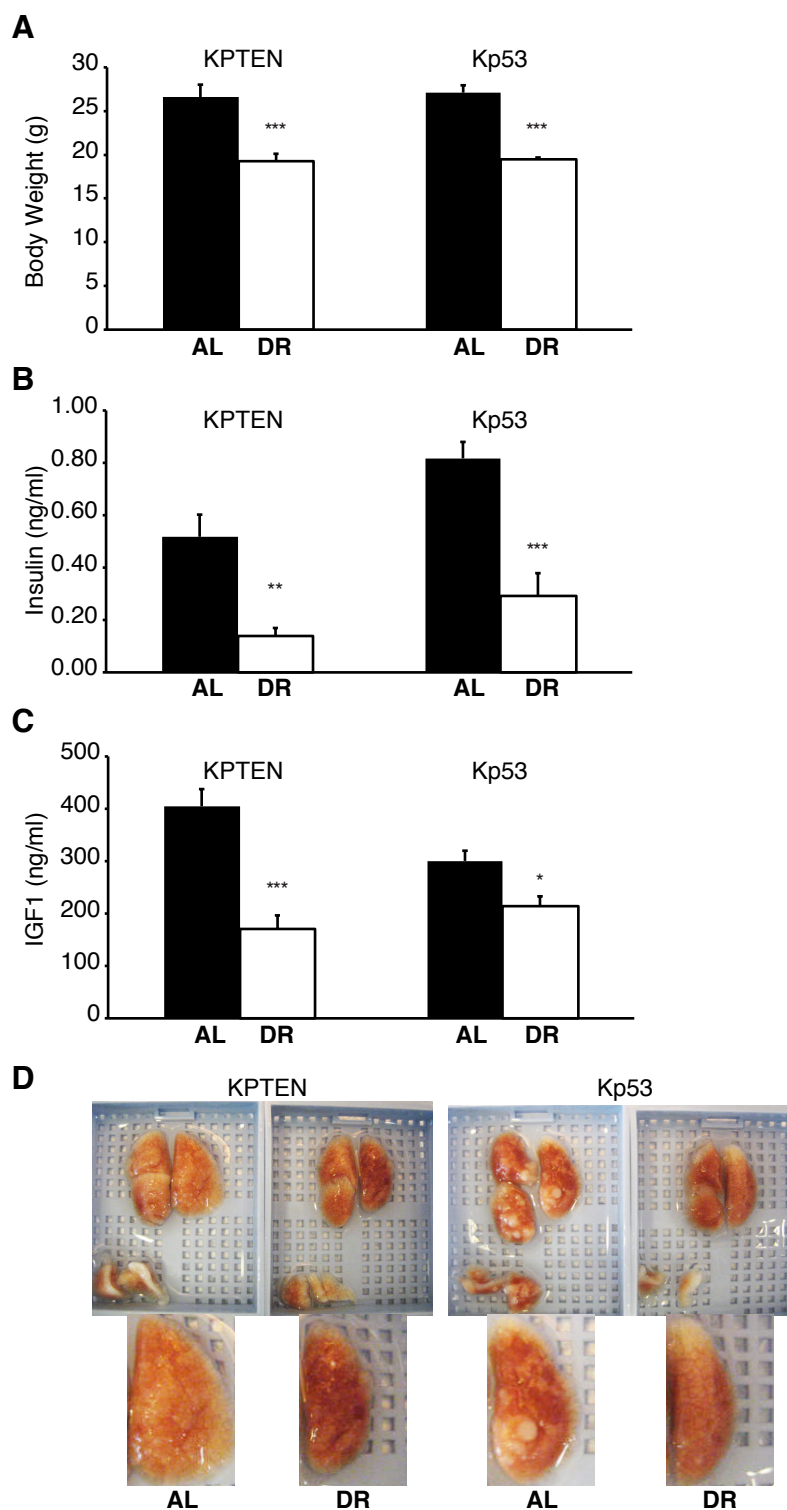 A
KPTEN Kp53
Body Weight (g)
30
25
20
15
10
5
0
*** ***
AL DR AL DR
B
KPTEN Kp53
Insulin (ng/ml)
1.00
0.80
0.60
0.40
0.20
0.00
** ***
AL DR AL DR
C
KPTEN Kp53
IGF1 (ng/ml)
500
400
300
200
100
0
*** *
AL DR AL DR
D
KPTEN Kp53
AL DR AL DR